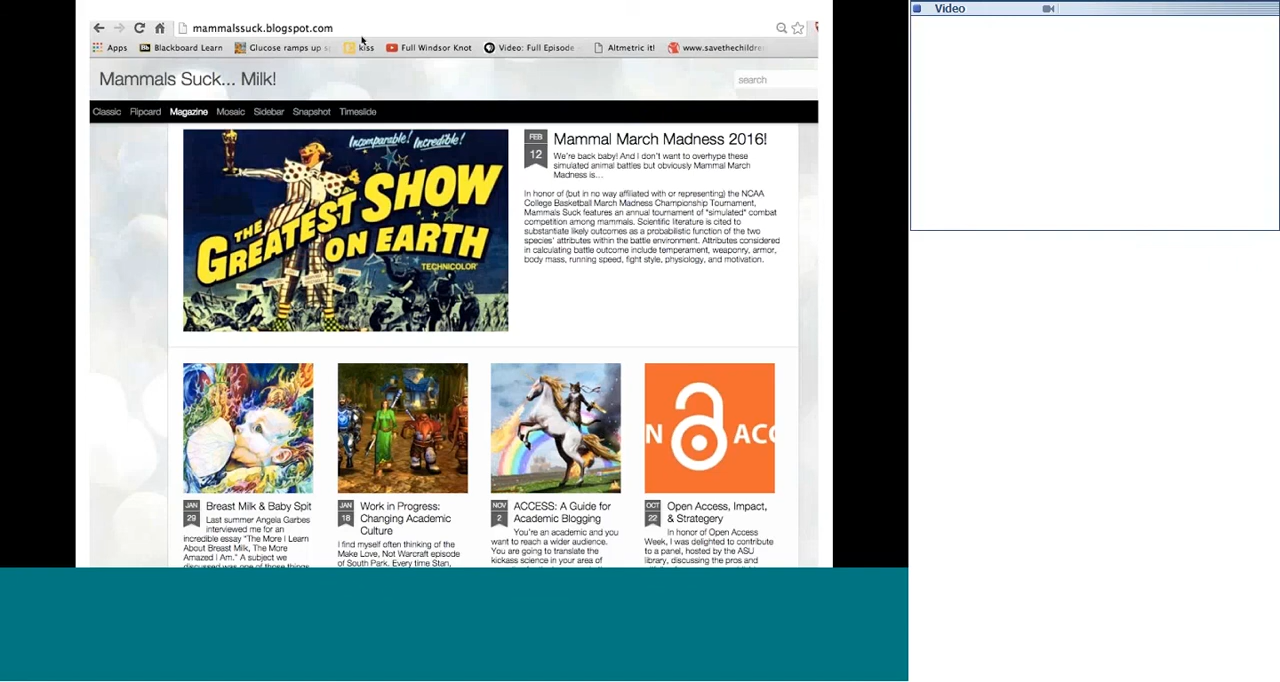 Video
mammalssuck.blogspot.com
Apps Blackboard Learn Glucose ramps up s kiss Full Windsor Knot Video: Full Episode Altmetric it! www.savethechildre
Mammals Suck... Milk!
search
Classic Flipcard Magazine Mosaic Sidebar Snapshot Timeslide
Incomparable! Incredible!
THE GREATEST SHOW
ON EARTH
TECHNICOLOR
FEB
12
Mammal March Madness 2016!
We're back baby! And I don't want to overhype these
simulated animal battles but obviously Mammal March
Madness is...
In honor of (but in no way affiliated with or representing) the NCAA
College Basketball March Madness Championship Tournament,
Mammals Suck features an annual tournament of *simulated* combat
competition among mammals. Scientific literature is cited to
substantiate likely outcomes as a probabilistic function of the two
species' attributes within the battle environment. Attributes considered
in calculating battle outcome include temperament, weaponry, armor,
body mass, running speed, fight style, physiology, and motivation.
N ACC
JAN
29
Breast Milk & Baby Spit
Last summer Angela Garbes
interviewed me for an
incredible essay "The More I Learn
About Breast Milk, The More
Amazed I Am." A subject we
discussed was one of those things
JAN
18
Work in Progress:
Changing Academic
Culture
I find myself often thinking of the
Make Love, Not Warcraft episode
of South Park. Every time Stan,
NOV
2
ACCESS: A Guide for
Academic Blogging
You're an academic and you
want to reach a wider audience.
You are going to translate the
kickass science in your area of
OCT
22
Open Access, Impact,
& Strategery
In honor of Open Access
Week, I was delighted to contribute
to a panel, hosted by the ASU
library, discussing the pros and